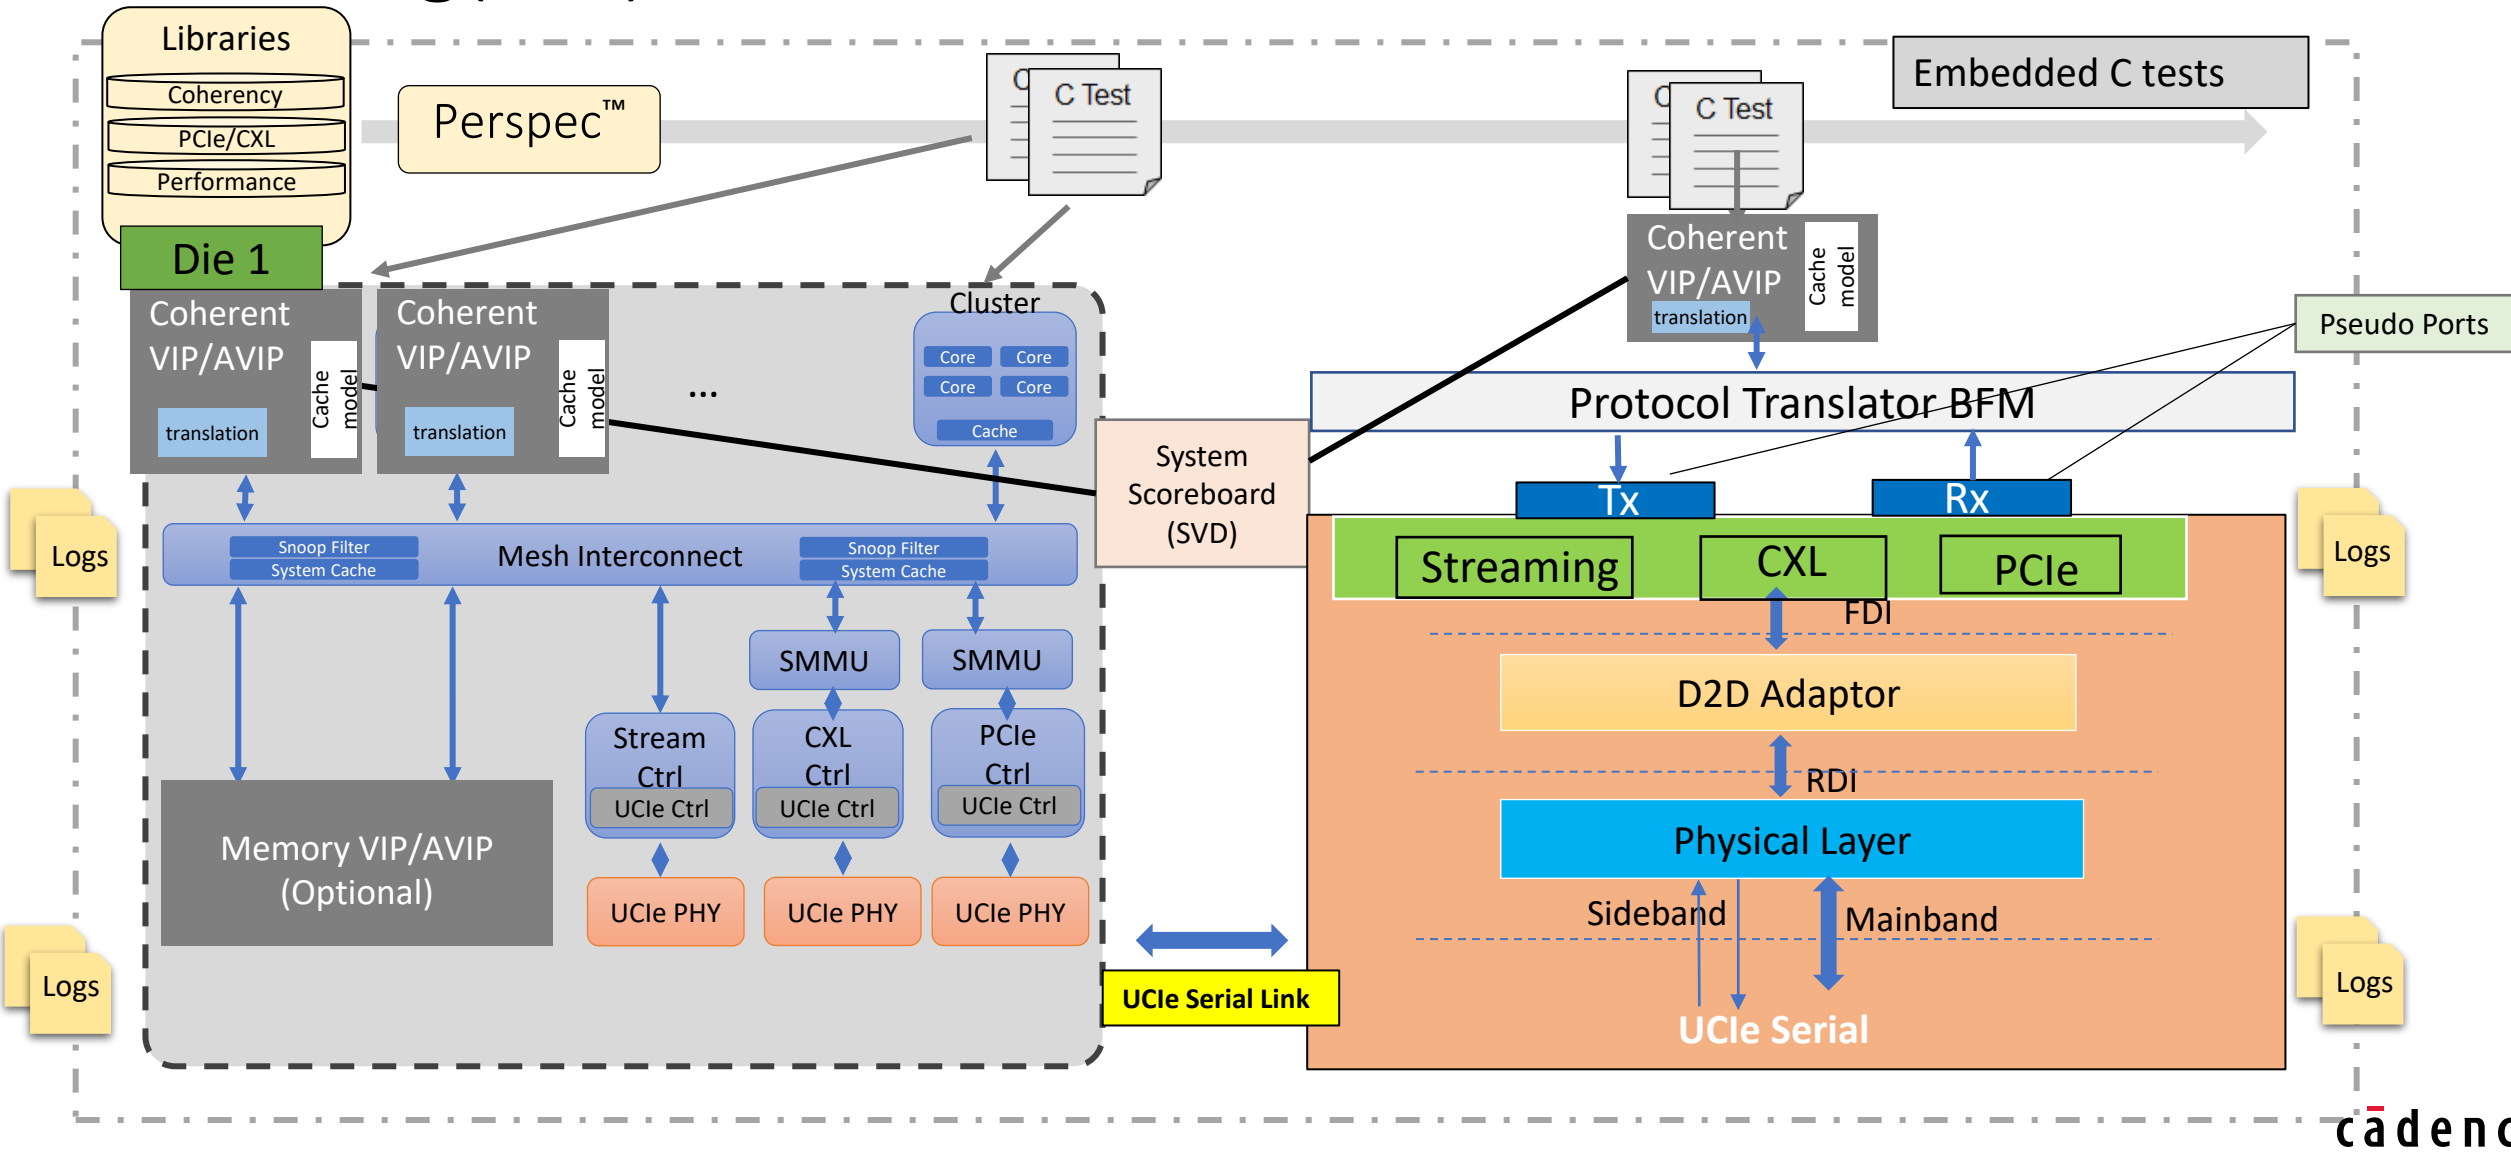 Libraries
Coherency
PCIe/CXL
Performance
Perspec™
C Test
C Test
Embedded C tests
Die 1
Coherent
VIP/AVIP
Cache
model
translation
Coherent
VIP/AVIP
Cache
model
translation
...
Cluster
Core
Core
Core
Core
Cache
Coherent
VIP/AVIP
translation
Cache
model
Pseudo Ports
Protocol Translator BFM
System
Scoreboard
(SVD)
Tx
Rx
Logs
Logs
Snoop Filter
System Cache
Mesh Interconnect
Snoop Filter
System Cache
Streaming
CXL
PCIe
FDI
SMMU
SMMU
D2D Adaptor
Stream
Ctrl
UCIe Ctrl
CXL
Ctrl
UCIe Ctrl
PCIe
Ctrl
UCIe Ctrl
RDI
Memory VIP/AVIP
(Optional)
Physical Layer
UCIe PHY
UCIe PHY
UCIe PHY
Sideband
Mainband
Logs
Logs
UCIe Serial Link
UCIe Serial